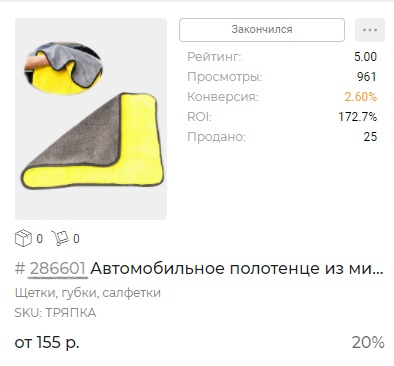 Закончился
Рейтинг: 5.00
Просмотры: 961
Конверсия: 2.60%
ROI: 172.7%
Продано: 25
0 0
# 286601 Автомобильное полотенце из ми...
Щетки, губки, салфетки
SKU: ТРЯПКА
от 155 р. 20%